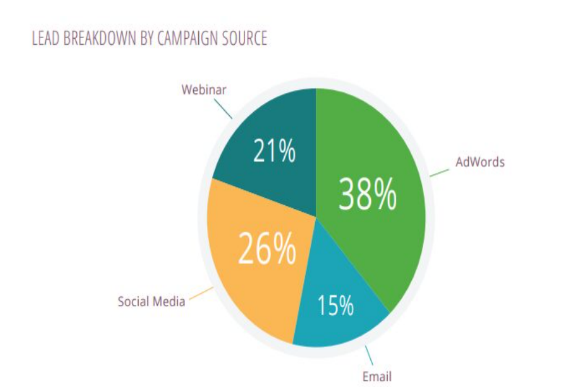 LEAD BREAKDOWN BY CAMPAIGN SOURCE
Webinar
21%
AdWords
38%
26%
Social Media
15%
Email